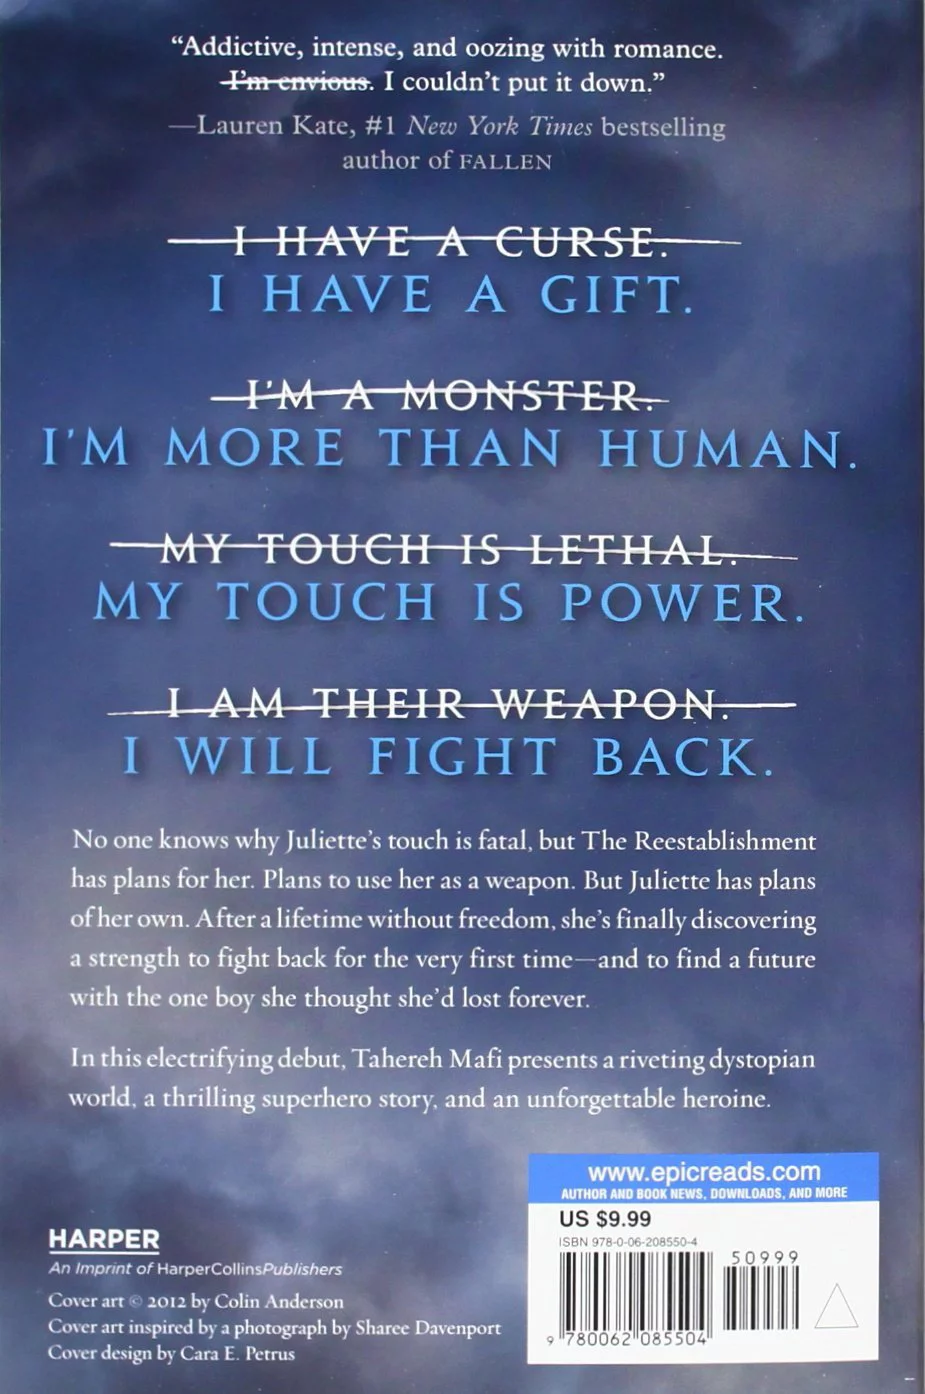 “Addictive, intense, and oozing with romance.
I’m envious. I couldn’t put it down.”
—Lauren Kate, #1 New York Times bestselling
author of FALLEN
I HAVE A CURSE.
I HAVE A GIFT.
I’M A MONSTER.
I’M MORE THAN HUMAN.
MY TOUCH IS LETHAL.
MY TOUCH IS POWER.
I AM THEIR WEAPON.
I WILL FIGHT BACK.
No one knows why Juliette’s touch is fatal, but The Reestablishment
has plans for her. Plans to use her as a weapon. But Juliette has plans
of her own. After a lifetime without freedom, she’s finally discovering
a strength to fight back for the very first time—and to find a future
with the one boy she thought she’d lost forever.
In this electrifying debut, Tahereh Mafi presents a riveting dystopian
world, a thrilling superhero story, and an unforgettable heroine.
www.epicreads.com
AUTHOR AND BOOK NEWS, DOWNLOADS, AND MORE
US $9.99
ISBN 978-0-06-208550-4
50999
9 780062 085504
HARPER
An Imprint of HarperCollinsPublishers
Cover art © 2012 by Colin Anderson
Cover art inspired by a photograph by Sharee Davenport
Cover design by Cara E. Petrus